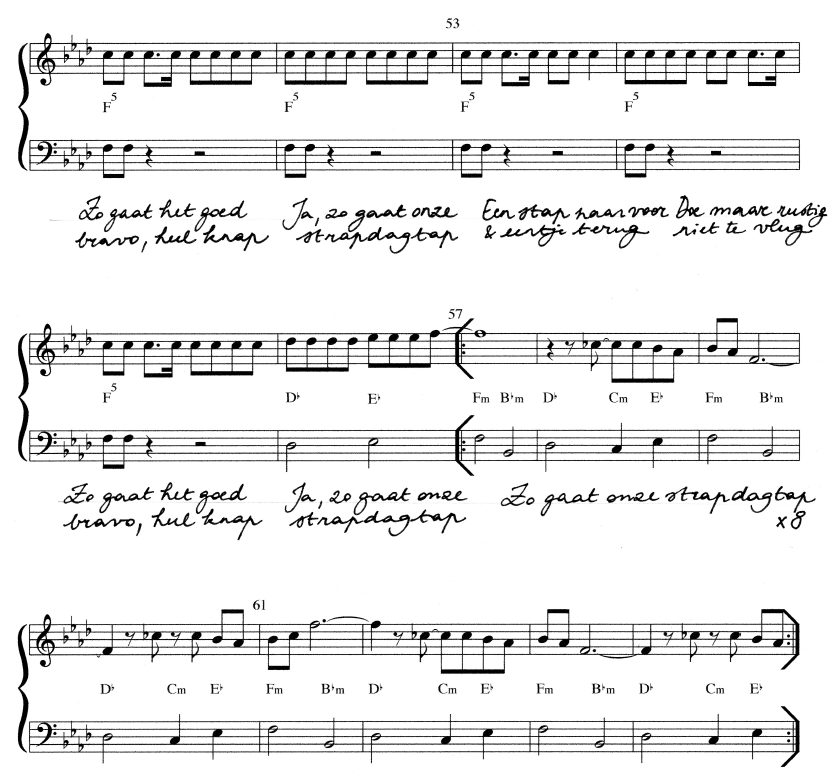 53
F5 F5 F5 F5
Zo gaat het goed Ja, zo gaat onze Een stap naar voor Doe maar rustig
bravo, heel knap strapdagtap & eentje terug niet te vlug
57
F5 D♭ E♭ Fm B♭m D♭ Cm E♭ Fm B♭m
Zo gaat het goed Ja, zo gaat onze Zo gaat onze strapdagtap
bravo, heel knap strapdagtap x8
61
D♭ Cm E♭ Fm B♭m D♭ Cm E♭ Fm B♭m D♭ Cm E♭